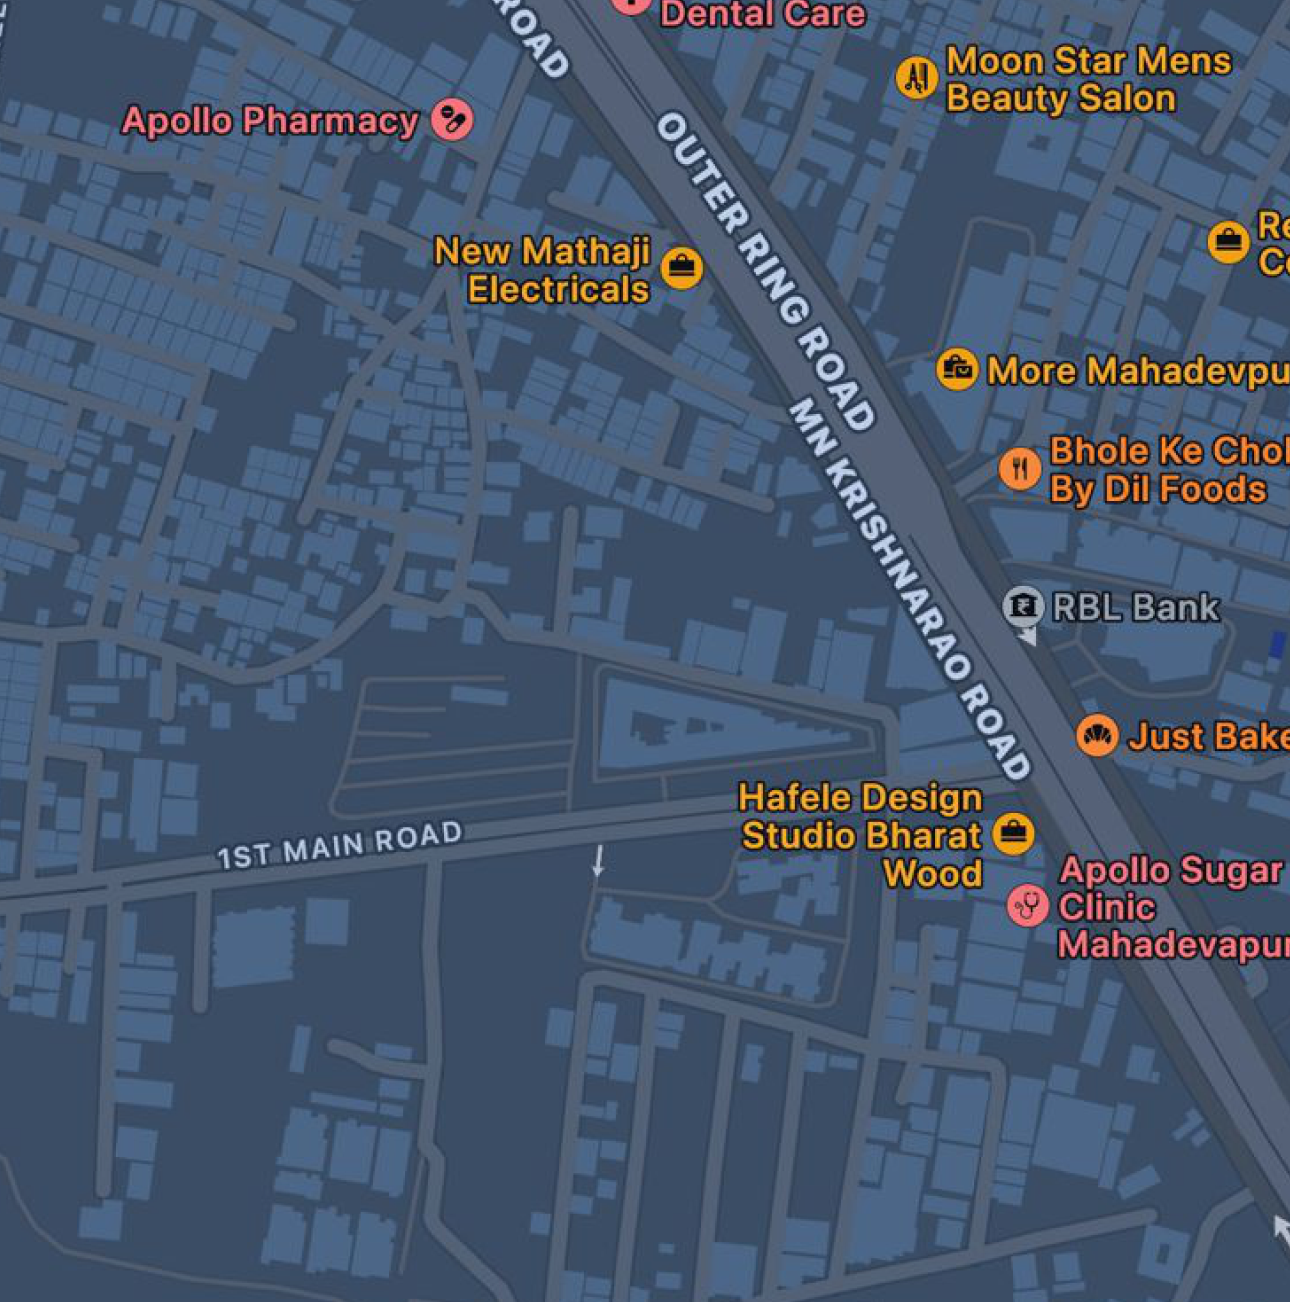 ROAD
Dental Care
Moon Star Mens
Beauty Salon
Apollo Pharmacy
OUTER RING ROAD
New Mathaji
Electricals
Re
Co
More Mahadevpu
MN KRISHNARAO ROAD
Bhole Ke Chol
By Dil Foods
RBL Bank
Just Bake
Hafele Design
Studio Bharat
Wood
1ST MAIN ROAD
Apollo Sugar
Clinic
Mahadevapur